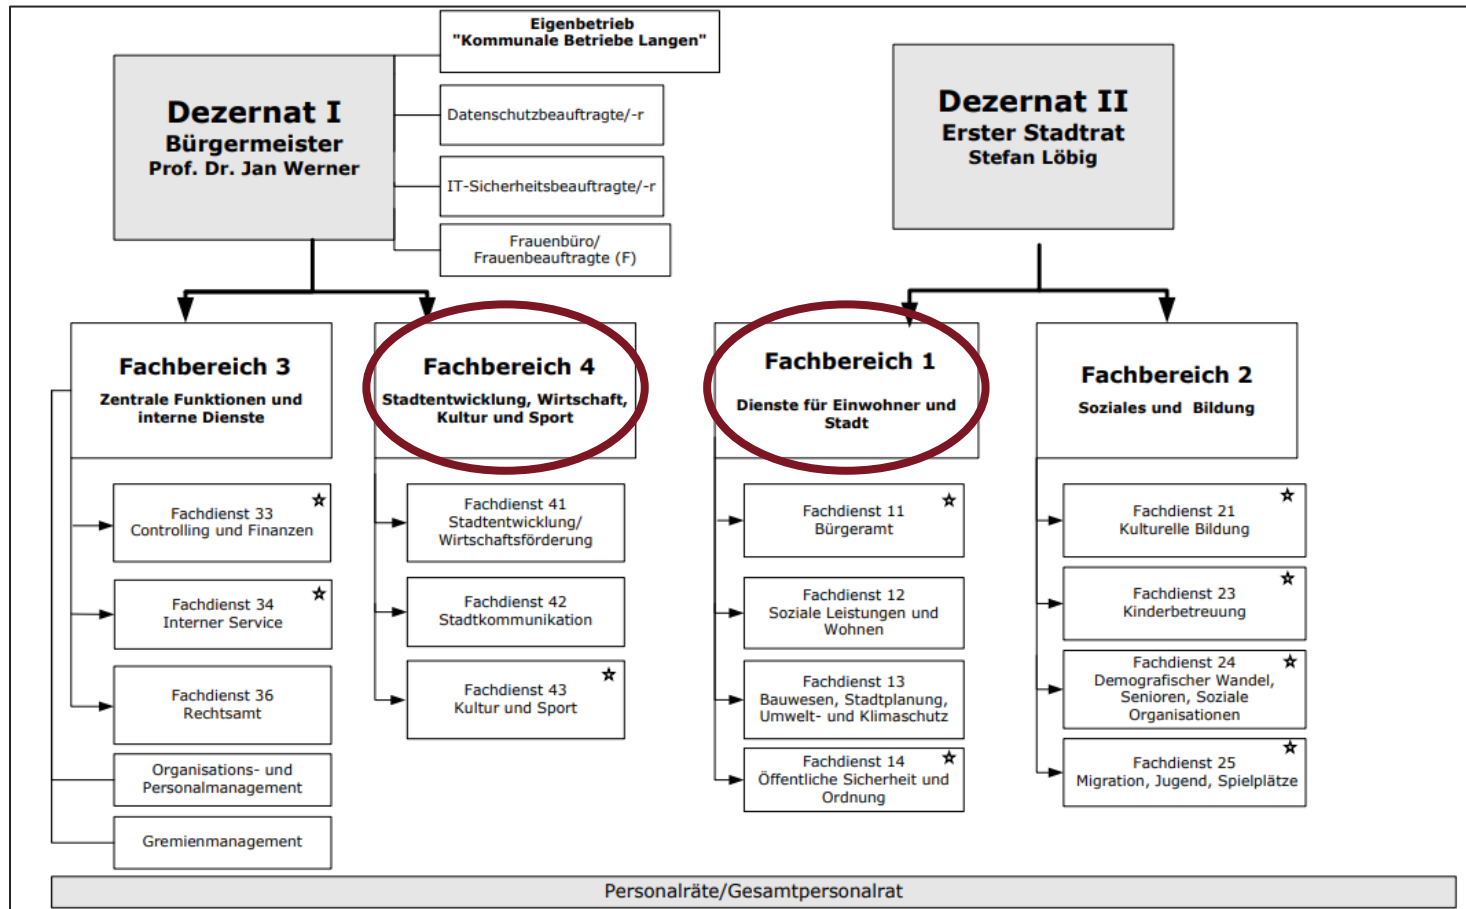 Eigenbetrieb
"Kommunale Betriebe Langen"
Dezernat I
Bürgermeister
Prof. Dr. Jan Werner
Datenschutzbeauftragte/-r
IT-Sicherheitsbeauftragte/-r
Frauenbüro/
Frauenbeauftragte (F)
Dezernat II
Erster Stadtrat
Stefan Löbig
Fachbereich 3
Zentrale Funktionen und
interne Dienste
Fachdienst 33
Controlling und Finanzen
Fachdienst 34
Interner Service
Fachdienst 36
Rechtsamt
Organisations- und
Personalmanagement
Gremienmanagement
Fachbereich 4
Stadtentwicklung, Wirtschaft,
Kultur und Sport
Fachdienst 41
Stadtentwicklung/
Wirtschaftsförderung
Fachdienst 42
Stadtkommunikation
Fachdienst 43
Kultur und Sport
Fachbereich 1
Dienste für Einwohner und
Stadt
Fachdienst 11
Bürgeramt
Fachdienst 12
Soziale Leistungen und
Wohnen
Fachdienst 13
Bauwesen, Stadtplanung,
Umwelt- und Klimaschutz
Fachdienst 14
Öffentliche Sicherheit und
Ordnung
Fachbereich 2
Soziales und Bildung
Fachdienst 21
Kulturelle Bildung
Fachdienst 23
Kinderbetreuung
Fachdienst 24
Demografischer Wandel,
Senioren, Soziale
Organisationen
Fachdienst 25
Migration, Jugend, Spielplätze
Personalräte/Gesamtpersonalrat